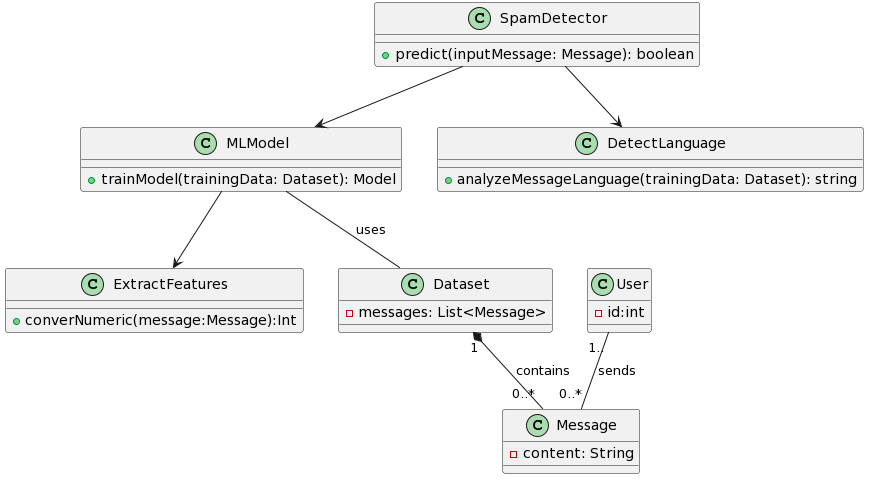 C SpamDetector
predict(inputMessage: Message): boolean
C MLModel
trainModel(trainingData: Dataset): Model
C DetectLanguage
analyzeMessageLanguage(trainingData: Dataset): string
uses
C ExtractFeatures
converNumeric(message:Message):Int
C Dataset
messages: List<Message>
C User
id:int
1
1..
contains
sends
0..*
0..*
C Message
content: String